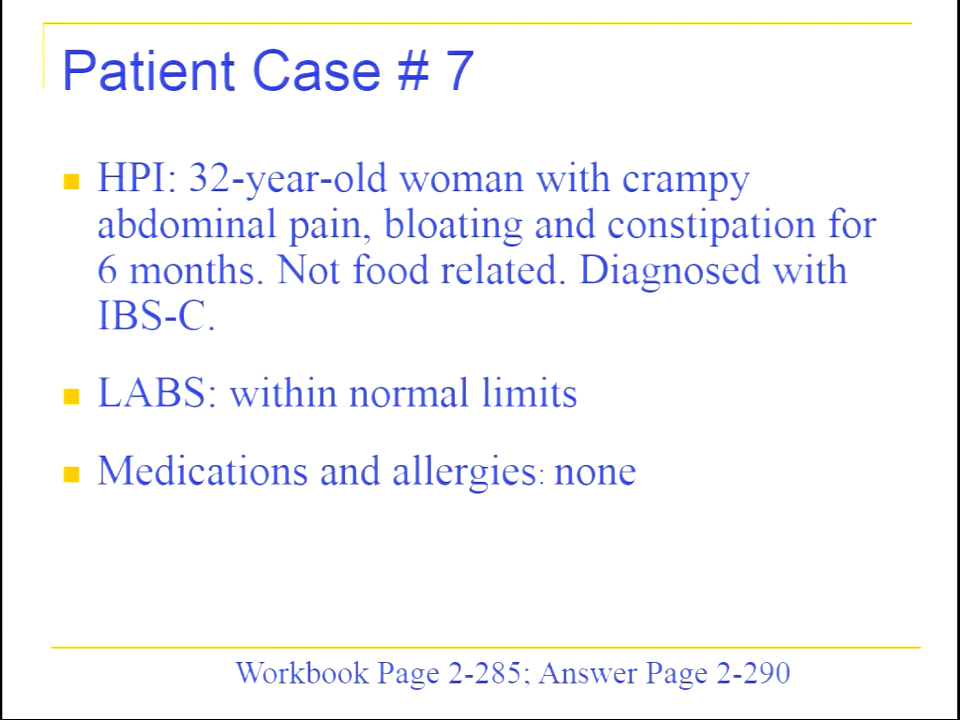 Patient Case # 7
HPI: 32-year-old woman with crampy
abdominal pain, bloating and constipation for
6 months. Not food related. Diagnosed with
IBS-C.
LABS: within normal limits
Medications and allergies: none
Workbook Page 2-285; Answer Page 2-290